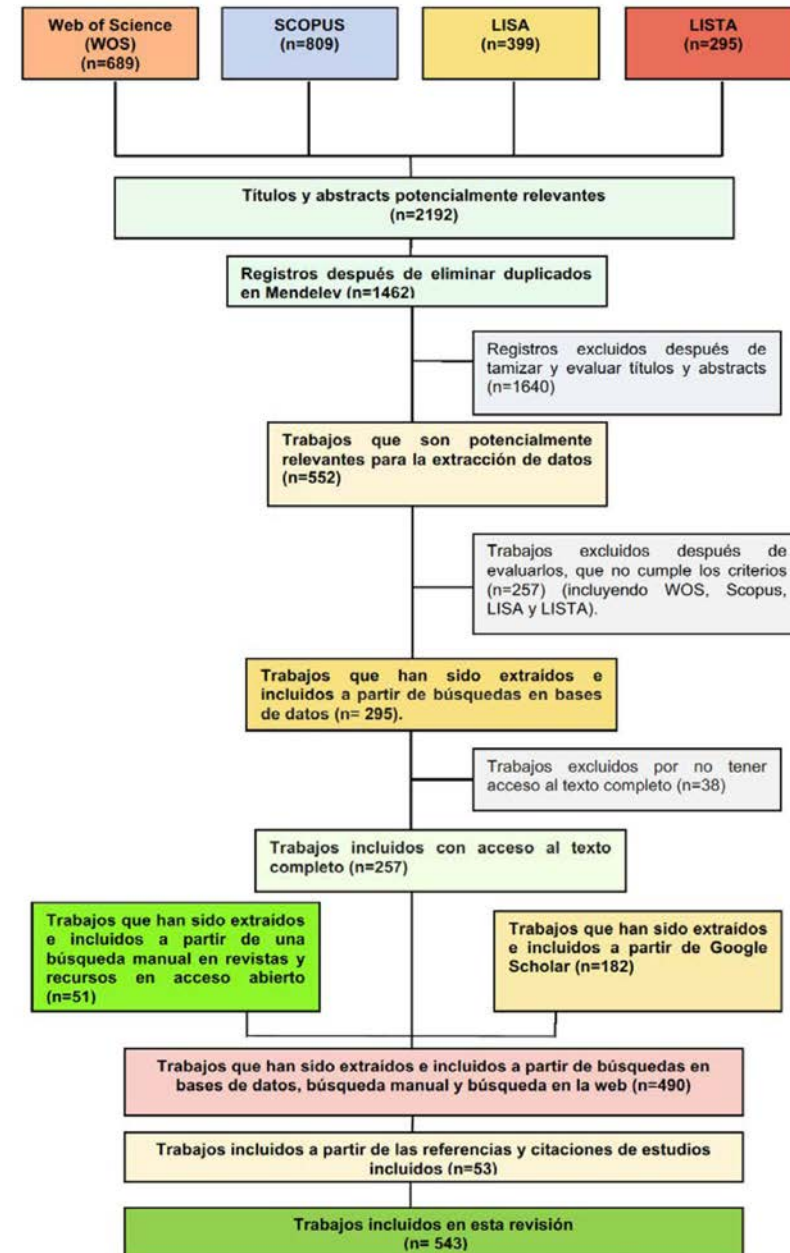 Web of Science
(WOS)
(n=689)
SCOPUS
(n=809)
LISA
(n=399)
LISTA
(n=295)
Títulos y abstracts potencialmente relevantes
(n=2192)
Registros después de eliminar duplicados
en Mendeley (n=1462)
Registros excluidos después de
tamizar y evaluar títulos y abstracts
(n=1640)
Trabajos que son potencialmente
relevantes para la extracción de datos
(n=552)
Trabajos excluidos después de
evaluarlos, que no cumple los criterios
(n=257) (incluyendo WOS, Scopus,
LISA y LISTA).
Trabajos que han sido extraídos e
incluidos a partir de búsquedas en bases
de datos (n= 295).
Trabajos excluidos por no tener
acceso al texto completo (n=38)
Trabajos incluidos con acceso al texto
completo (n=257)
Trabajos que han sido extraídos
e incluidos a partir de una
búsqueda manual en revistas y
recursos en acceso abierto
(n=51)
Trabajos que han sido extraídos
e incluidos a partir de Google
Scholar (n=182)
Trabajos que han sido extraidos e incluidos a partir de búsquedas en
bases de datos, búsqueda manual y búsqueda en la web (n=490)
Trabajos incluidos a partir de las referencias y citaciones de estudios
incluidos (n=53)
Trabajos incluidos en esta revisión
(n= 543)